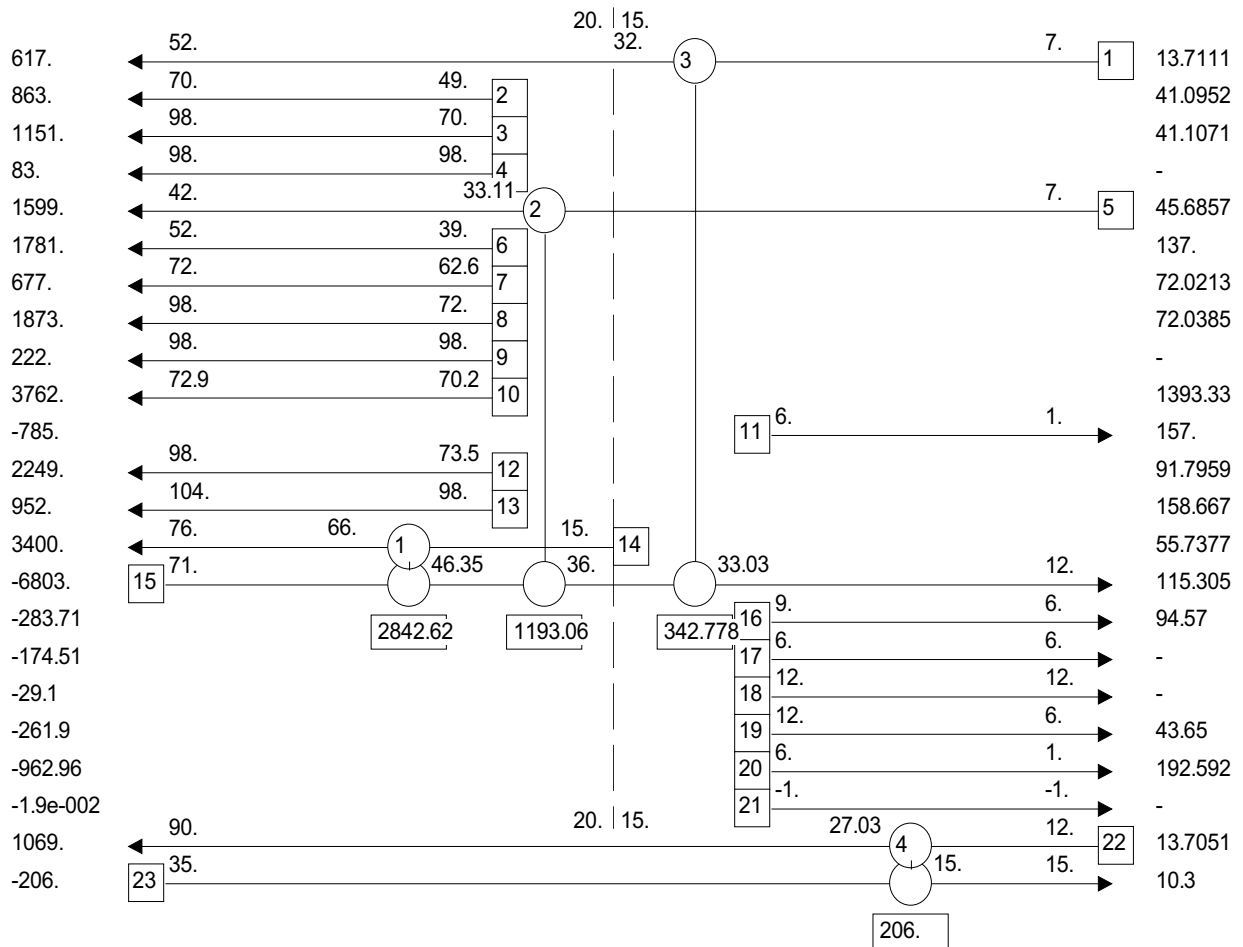 20. 15.
617. 52. 32. 3 7. 1 13.7111
863. 70. 49. 2 41.0952
1151. 98. 70. 3 41.1071
83. 98. 98. 4 -
1599. 42. 33.11 2 7. 5 45.6857
1781. 52. 39. 6 137.
677. 72. 62.6 7 72.0213
1873. 98. 72. 8 72.0385
222. 98. 98. 9 -
3762. 72.9 70.2 10 1393.33
-785. 11 6. 1. 157.
2249. 98. 73.5 12 91.7959
952. 104. 98. 13 158.667
3400. 76. 66. 1 15. 14 55.7377
-6803. 15 71. 46.35 36. 33.03 12. 115.305
-283.71 2842.62 1193.06 342.778 16 9. 6. 94.57
-174.51 17 6. 6. -
-29.1 18 12. 12. -
-261.9 19 12. 6. 43.65
-962.96 20 6. 1. 192.592
-1.9e-002 21 -1. -1. -
20. 15.
1069. 90. 27.03 4 12. 22 13.7051
-206. 23 35. 15. 15. 10.3
206.